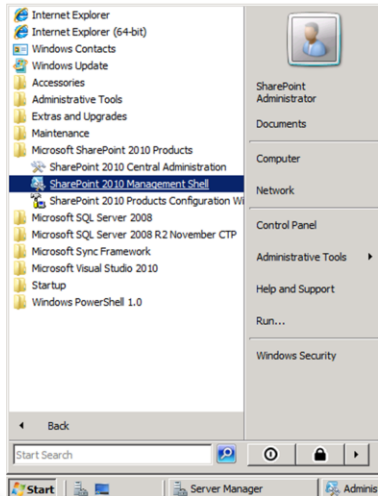 Internet Explorer
Internet Explorer (64-bit)
Windows Contacts
Windows Update
Accessories
Administrative Tools
Extras and Upgrades
Maintenance
Microsoft SharePoint 2010 Products
SharePoint 2010 Central Administration
SharePoint 2010 Management Shell
SharePoint 2010 Products Configuration Wi
Microsoft SQL Server 2008
Microsoft SQL Server 2008 R2 November CTP
Microsoft Sync Framework
Microsoft Visual Studio 2010
Startup
Windows PowerShell 1.0
Back
Start Search
SharePoint
Administrator
Documents
Computer
Network
Control Panel
Administrative Tools
Help and Support
Run...
Windows Security
Start
Server Manager
Adminis